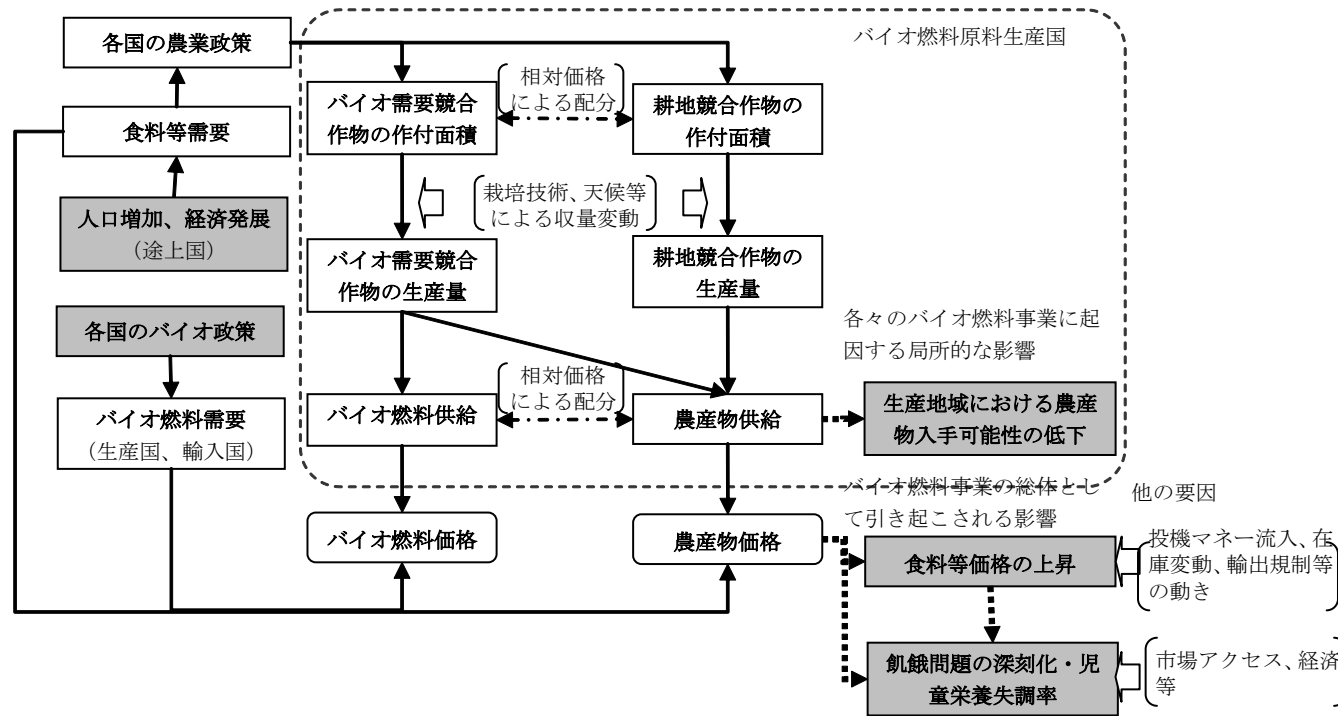 各国の農業政策
食料等需要
人口増加、経済発展
（途上国）
各国のバイオ政策
バイオ燃料需要
（生産国、輸入国）
バイオ燃料原料生産国
バイオ需要競合
作物の作付面積
相対価格
による配分
耕地競合作物の
作付面積
栽培技術、天候等
による収量変動
バイオ需要競合
作物の生産量
耕地競合作物の
生産量
各々のバイオ燃料事業に起
因する局所的な影響
バイオ燃料供給
相対価格
による配分
農産物供給
生産地域における農産
物入手可能性の低下
バイオ燃料事業の総体とし
て引き起こされる影響
バイオ燃料価格
農産物価格
食料等価格の上昇
他の要因
投機マネー流入、在
庫変動、輸出規制等
の動き
飢餓問題の深刻化・児
童栄養失調率
市場アクセス、経済
等